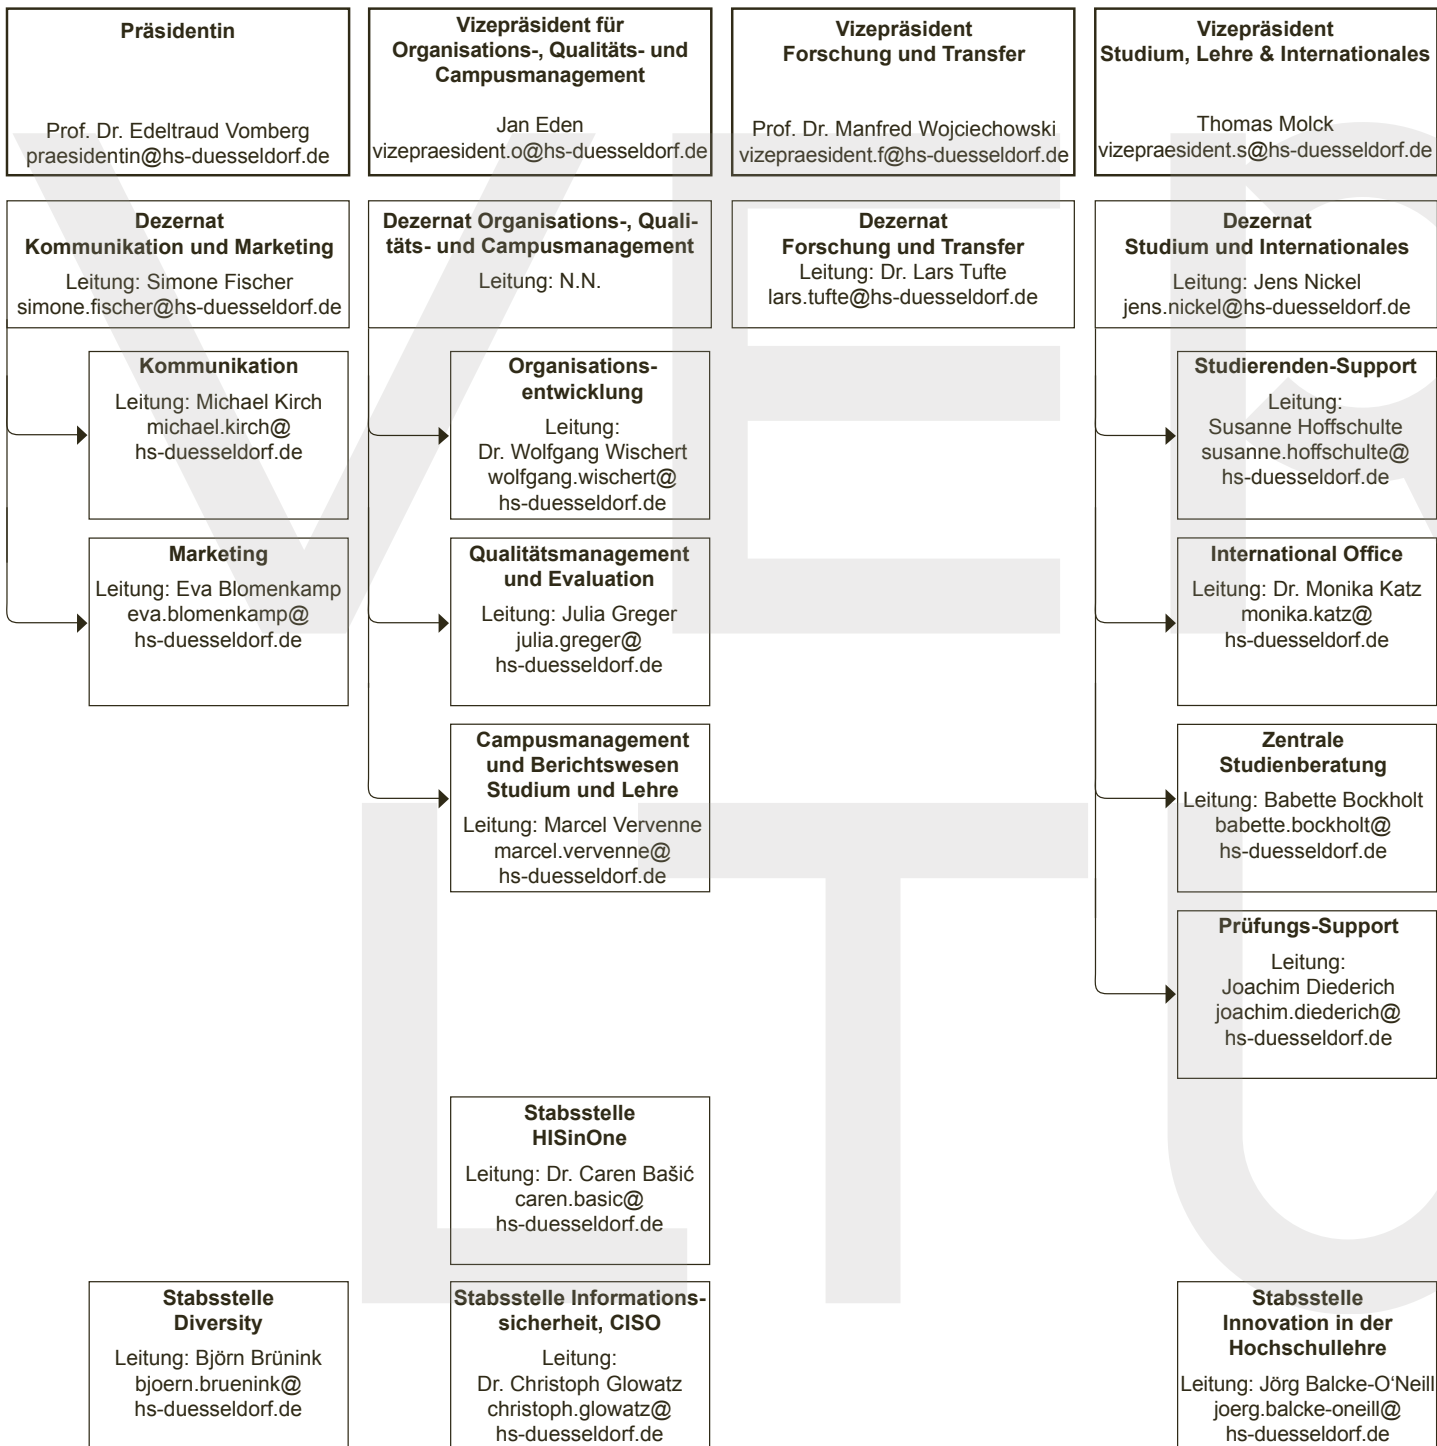 Präsidentin
Prof. Dr. Edeltraud Vomberg
praesidentin@hs-duesseldorf.de
Vizepräsident für
Organisations-, Qualitäts- und
Campusmanagement
Jan Eden
vizepraesident.o@hs-duesseldorf.de
Vizepräsident
Forschung und Transfer
Prof. Dr. Manfred Wojciechowski
vizepraesident.f@hs-duesseldorf.de
Vizepräsident
Studium, Lehre & Internationales
Thomas Molck
vizepraesident.s@hs-duesseldorf.de
Dezernat
Kommunikation und Marketing
Leitung: Simone Fischer
simone.fischer@hs-duesseldorf.de
Dezernat Organisations-, Quali-
täts- und Campusmanagement
Leitung: N.N.
Dezernat
Forschung und Transfer
Leitung: Dr. Lars Tufte
lars.tufte@hs-duesseldorf.de
Dezernat
Studium und Internationales
Leitung: Jens Nickel
jens.nickel@hs-duesseldorf.de
Kommunikation
Leitung: Michael Kirch
michael.kirch@
hs-duesseldorf.de
Organisations-
entwicklung
Leitung:
Dr. Wolfgang Wischert
wolfgang.wischert@
hs-duesseldorf.de
Studierenden-Support
Leitung:
Susanne Hoffschulte
susanne.hoffschulte@
hs-duesseldorf.de
Marketing
Leitung: Eva Blomenkamp
eva.blomenkamp@
hs-duesseldorf.de
Qualitätsmanagement
und Evaluation
Leitung: Julia Greger
julia.greger@
hs-duesseldorf.de
International Office
Leitung: Dr. Monika Katz
monika.katz@
hs-duesseldorf.de
Campusmanagement
und Berichtswesen
Studium und Lehre
Leitung: Marcel Vervenne
marcel.vervenne@
hs-duesseldorf.de
Zentrale
Studienberatung
Leitung: Babette Bockholt
babette.bockholt@
hs-duesseldorf.de
Prüfungs-Support
Leitung:
Joachim Diederich
joachim.diederich@
hs-duesseldorf.de
Stabsstelle
HISinOne
Leitung: Dr. Caren Bašić
caren.basic@
hs-duesseldorf.de
Stabsstelle
Diversity
Leitung: Björn Brünink
bjoern.bruenink@
hs-duesseldorf.de
Stabsstelle Informations-
sicherheit, CISO
Leitung:
Dr. Christoph Glowatz
christoph.glowatz@
hs-duesseldorf.de
Stabsstelle
Innovation in der
Hochschullehre
Leitung: Jörg Balcke-O‘Neill
joerg.balcke-oneill@
hs-duesseldorf.de